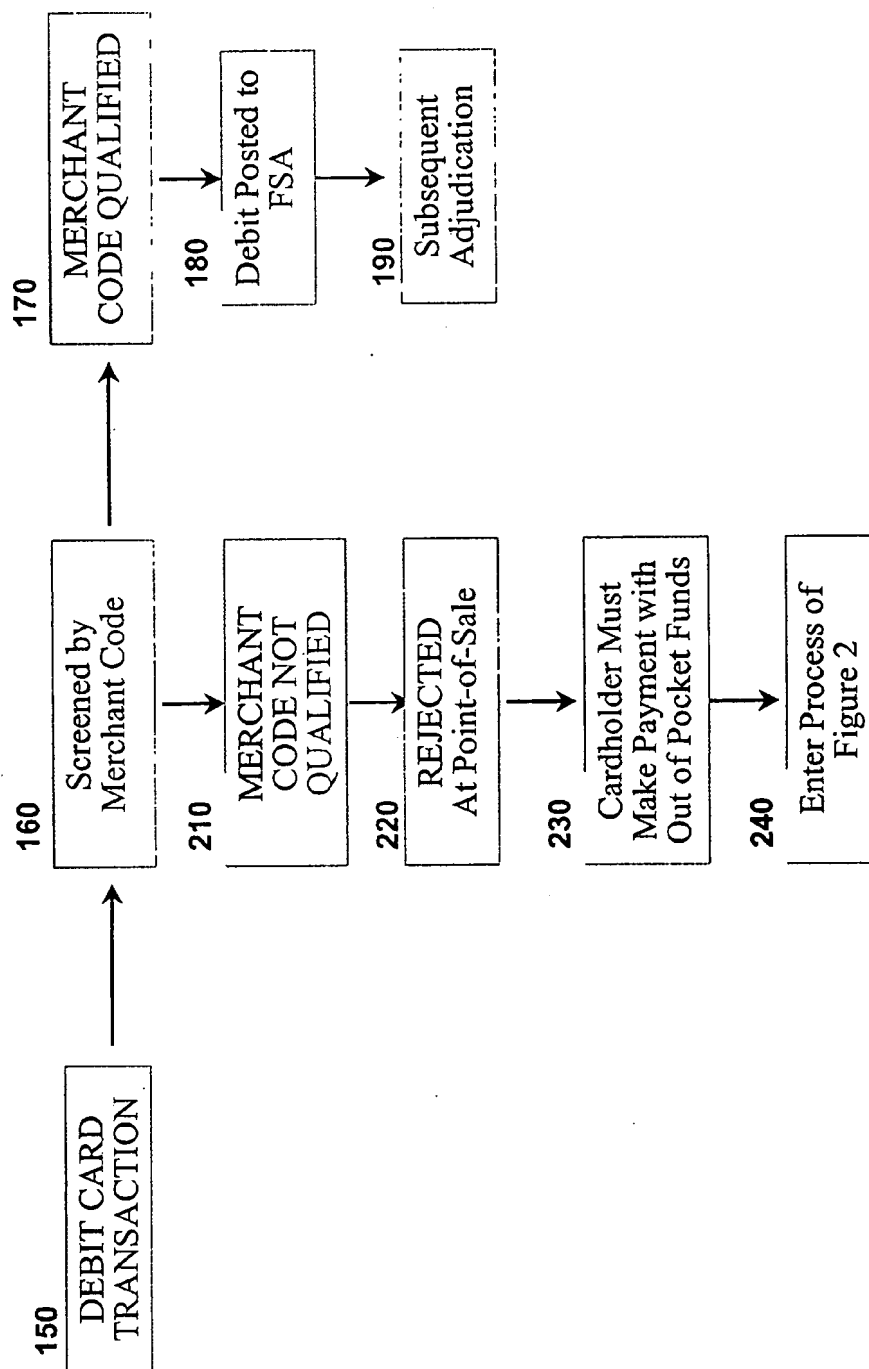 150
DEBIT CARD
TRANSACTION
160
Screened by
Merchant Code
170
MERCHANT
CODE QUALIFIED
180
Debit Posted to
FSA
190
Subsequent
Adjudication
210
MERCHANT
CODE NOT
QUALIFIED
220
REJECTED
At Point-of-Sale
230
Cardholder Must
Make Payment with
Out of Pocket Funds
240
Enter Process of
Figure 2